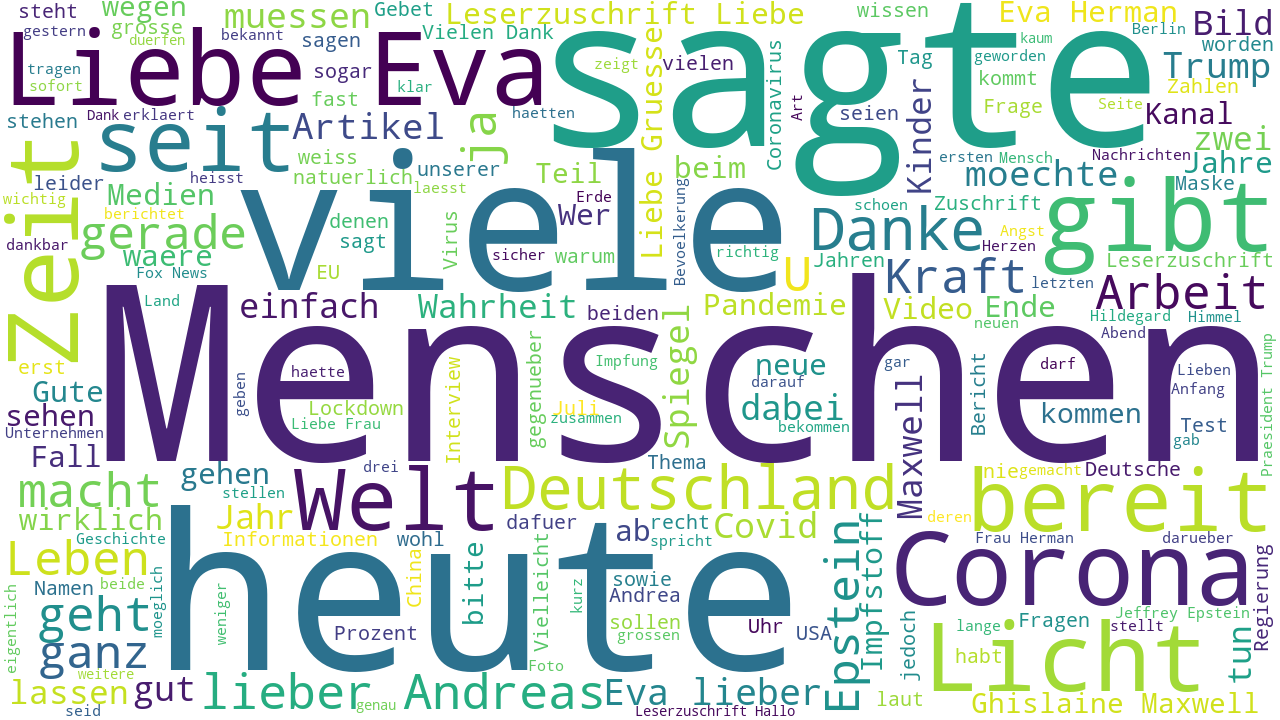 steht
wegen
Gebet
Leserzuschrift Liebe
wissen
Eva Herman
Bild
gestern
grosse
muessen
Vielen Dank
kaum
Berlin
duerfen
bekannt
sagen
worden
Liebe
Eva
sagte
Liebe Gruesse
zeigt
vielen
Coronavirus
Tag
geworden
Trump
tragen
sogar
klar
kommt
sofort
fast
Zahlen
Art
Kinder
Frage
Seite
Kanal
stehen
Dank
erklaert
Artikel
ja
haetten
seien
zwei
Zeit
seit
weiss
unserer
Teil
beim
ersten
Mensch
Nachrichten
Jahre
leider
heisst
natuerlich
laesst
moechte
Maske
wichtig
Medien
viele
Erde
Bevoelkerung
schoen
Zuschrift
gibt
berichtet
denen
Virus
Wer
Danke
Angst
dankbar
gerade
sagt
sicher
warum
richtig
Herzen
waere
Jahren
Leserzuschrift
Fox News
EU
U
Kraft
letzten
Arbeit
Land
einfach
Wahrheit
beiden
Pandemie
Video
Ende
Hildegard
Himmel
neuen
Abend
Menschen
Spiegel
gegenueber
Praesident Trump
erst
haette
Interview
Impfung
neue
gar
darf
Lieben
Gute
geben
darauf
Maxwell
Bericht
Anfang
sehen
Lockdown
Juli
dabei
kommen
Unternehmen
Liebe Frau
zusammen
bekommen
Test
Fall
gab
gehen
drei
Thema
nie
gemacht
Deutsche
macht
stellen
Welt
Deutschland
bereit
wirklich
Jahr
dafuer
ab
recht
Covid
deren
Geschichte
Informationen
wohl
spricht
Frau Herman
darueber
Leben
heute
China
bitte
Vielleicht
kurz
sowie
Epstein
Impfstoff
Corona
Regierung
Namen
beide
moeglich
Andrea
eigentlich
geht
weniger
Prozent
sollen
Uhr
USA
jedoch
lange
Fragen
Jeffrey Epstein
grossen
stellt
ganz
habt
Licht
tun
weitere
Foto
lassen
gut
lieber
Andreas
Eva lieber
laut
Ghislaine Maxwell
seid
genau
Leserzuschrift Hallo